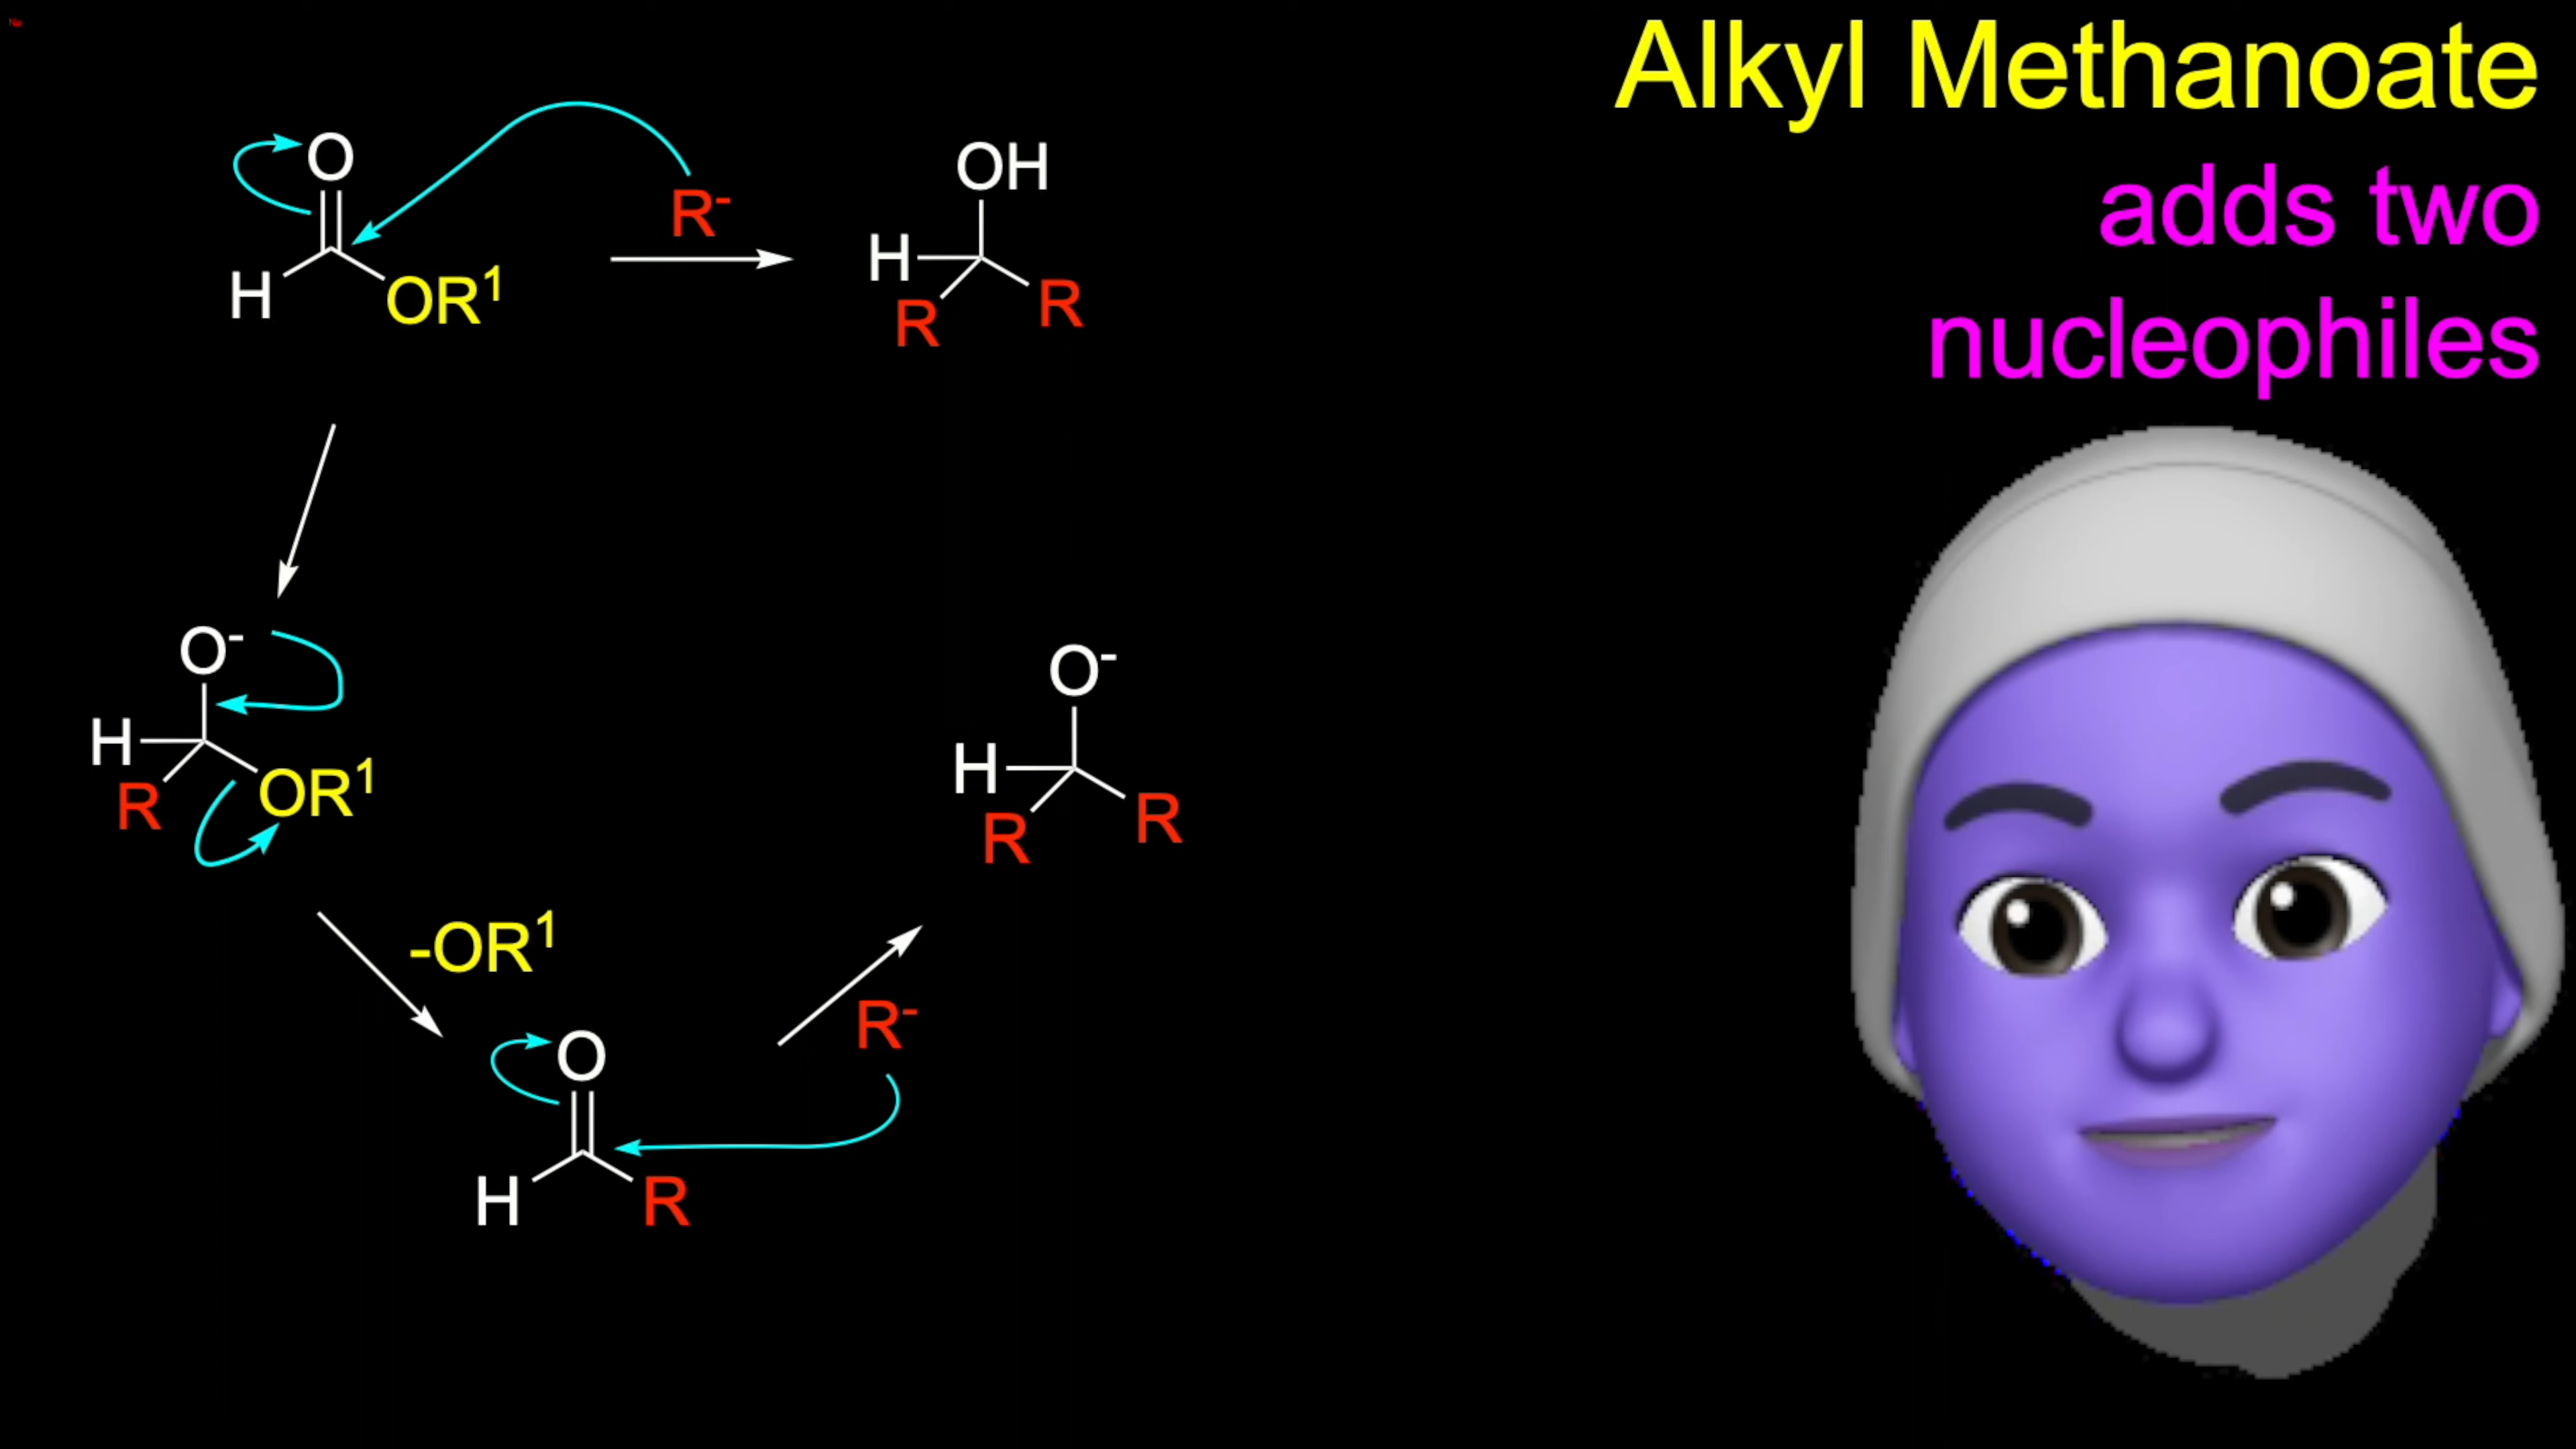 Alkyl Methanoate
adds two
nucleophiles
O
H
OR¹
R⁻
OH
H
R
R
O⁻
H
R
OR¹
-OR¹
O
H
R
R⁻
O⁻
H
R
R